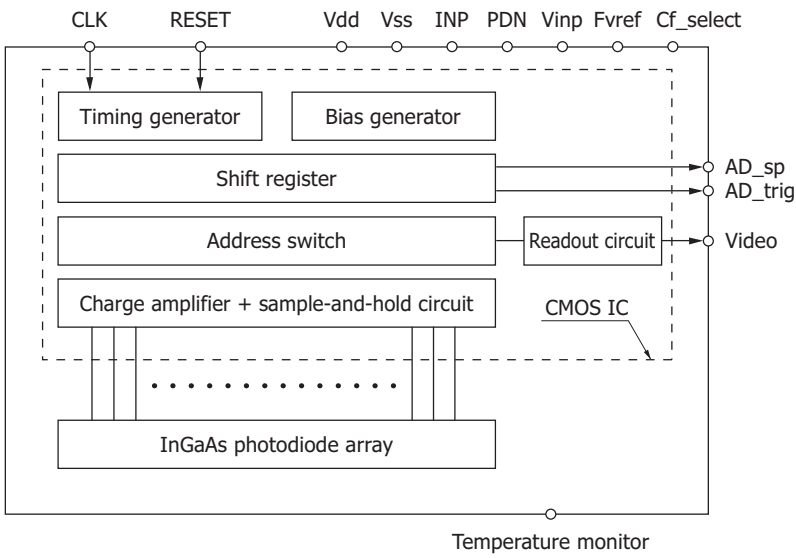 CLK RESET Vdd Vss INP PDN Vinp Fvref Cf_select
Timing generator Bias generator
Shift register
AD_sp
AD_trig
Address switch Readout circuit Video
Charge amplifier + sample-and-hold circuit
CMOS IC
InGaAs photodiode array
Temperature monitor